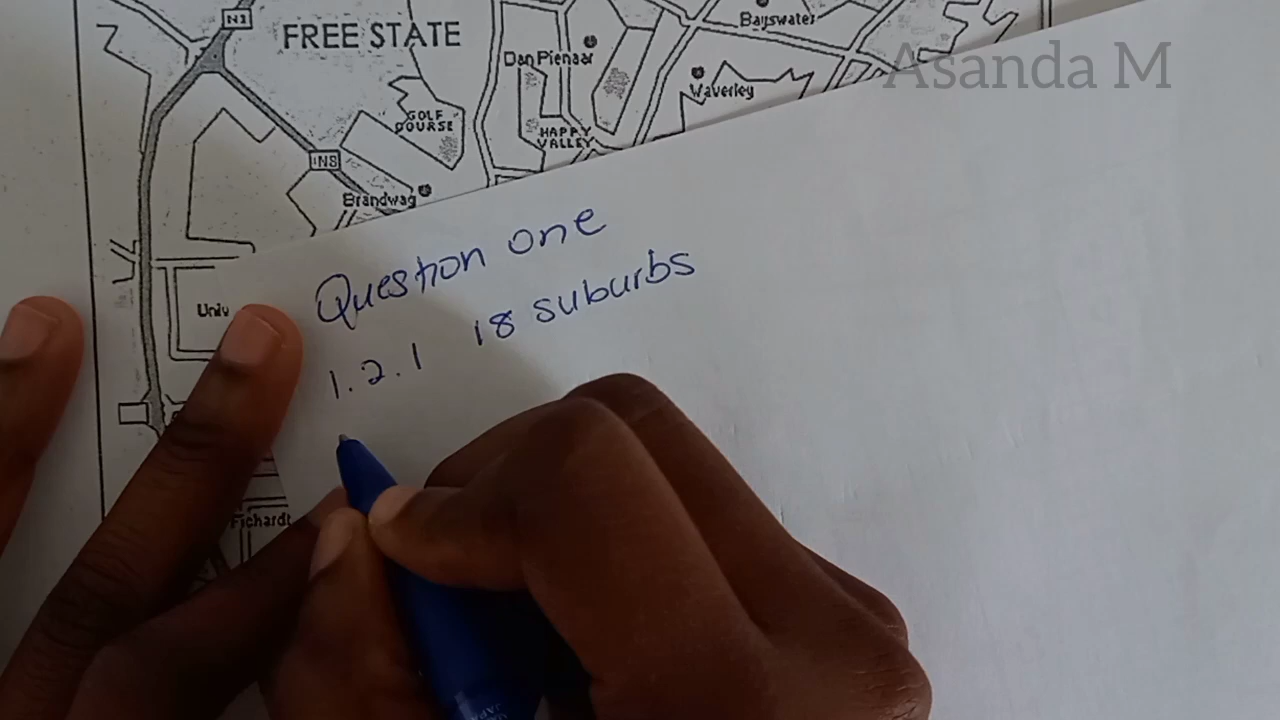 N1
FREE STATE
Bayswater
Asanda M
Dan Pienaar
Waverley
GOLF
COURSE
HAPPY
VALLEY
N8
Brandwag
Question one
Univ
1.2.1 18 suburbs
Fichardt